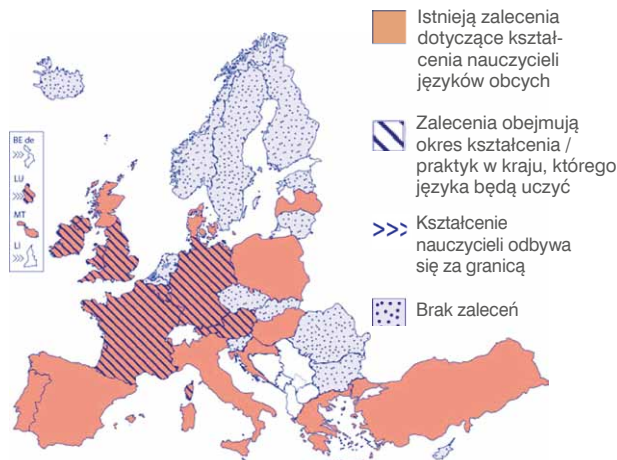 Istnieją zalecenia
dotyczące kształ-
cenia nauczycieli
języków obcych
Zalecenia obejmują
okres kształcenia /
praktyk w kraju, którego
języka będą uczyć
>>> Kształcenie
nauczycieli odbywa
się za granicą
Brak zaleceń
BE de
>>>
LU
>>>
MT
LI
>>>